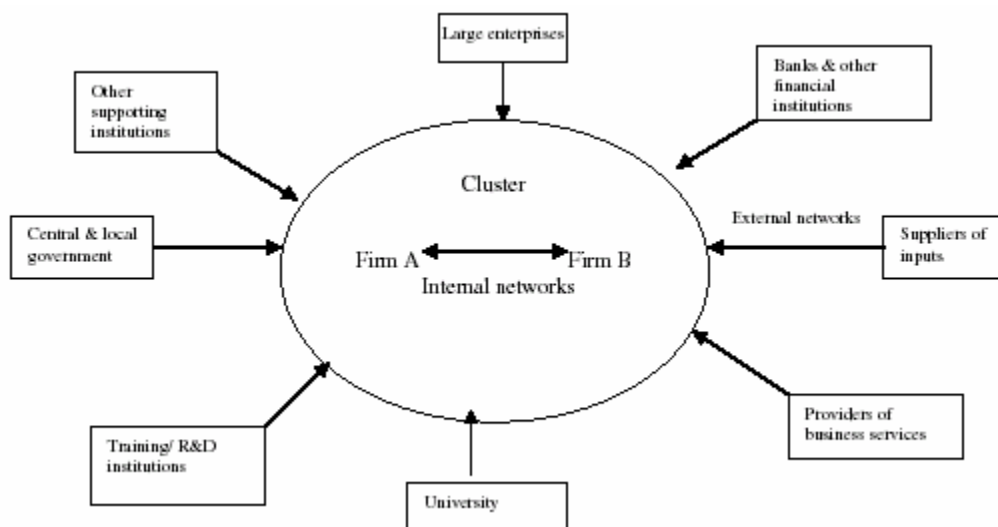 Large enterprises
Other
supporting
institutions
Banks & other
financial
institutions
Cluster
External networks
Central & local
government
Suppliers of
inputs
Firm A
Firm B
Internal networks
Training/ R&D
institutions
Providers of
business services
University